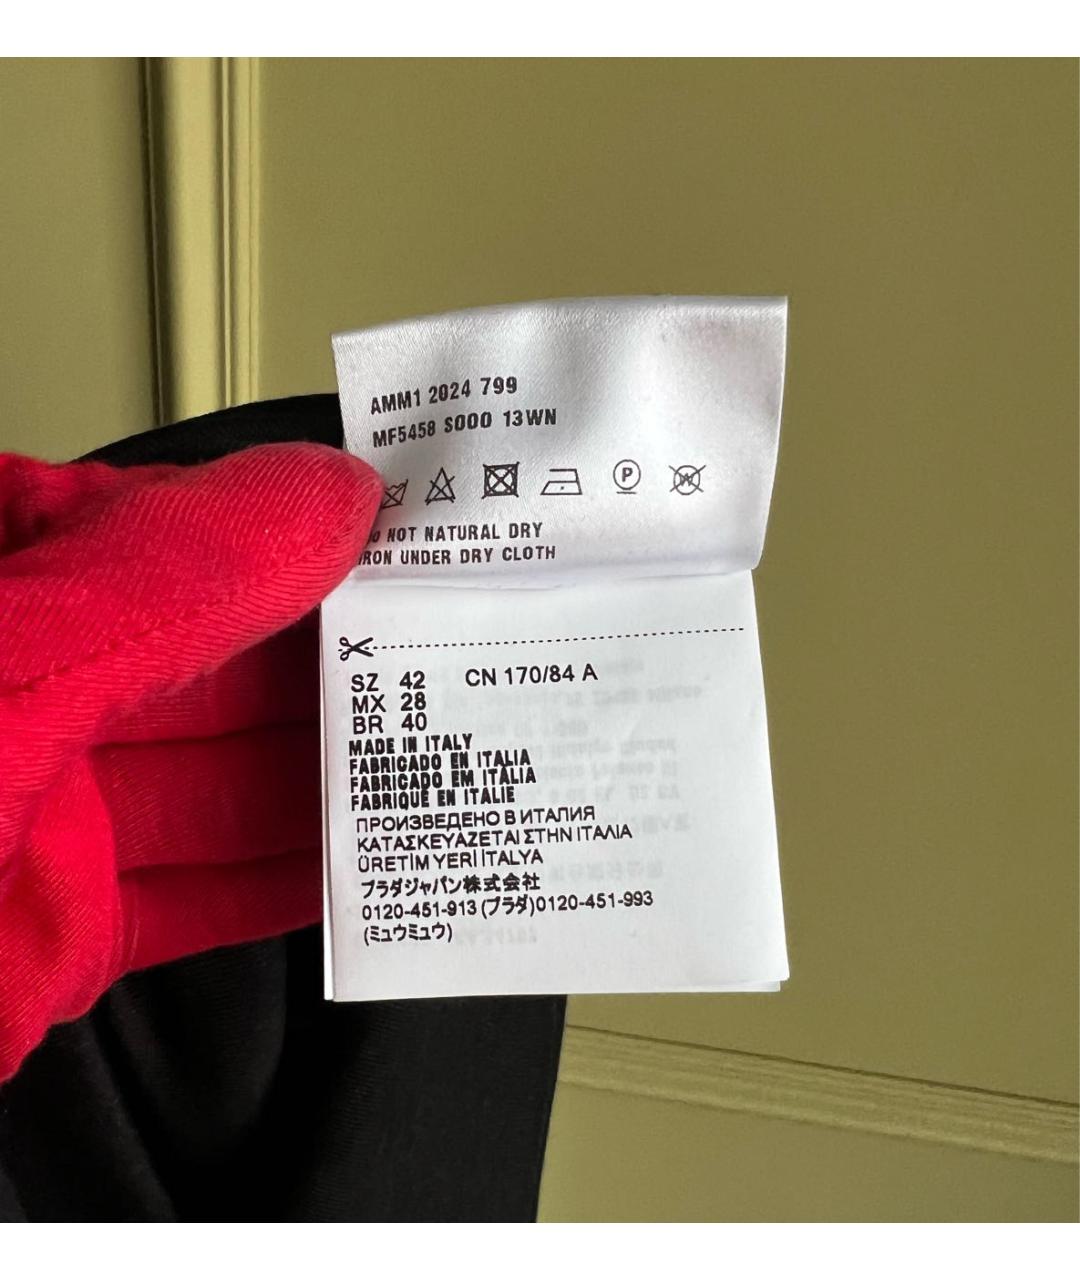 AMM1 2024 799
MF5458 S000 13WN
P
W
NOT NATURAL DRY
IRON UNDER DRY CLOTH
SZ 42 CN 170/84 A
MX 28
BR 40
MADE IN ITALY
FABRICADO EN ITALIA
FABRICADO EM ITÁLIA
FABRIQUÉ EN ITALIE
ПРОИЗВЕДЕНО В ИТАЛИЯ
ΚΑΤΑΣΚΕΥΑΖΕΤΑΙ ΣΤΗΝ ΙΤΑΛΙΑ
ÜRETİM YERİ İTALYA
プラダジャパン株式会社
0120-451-913 (プラダ)0120-451-993
(ミュウミュウ)